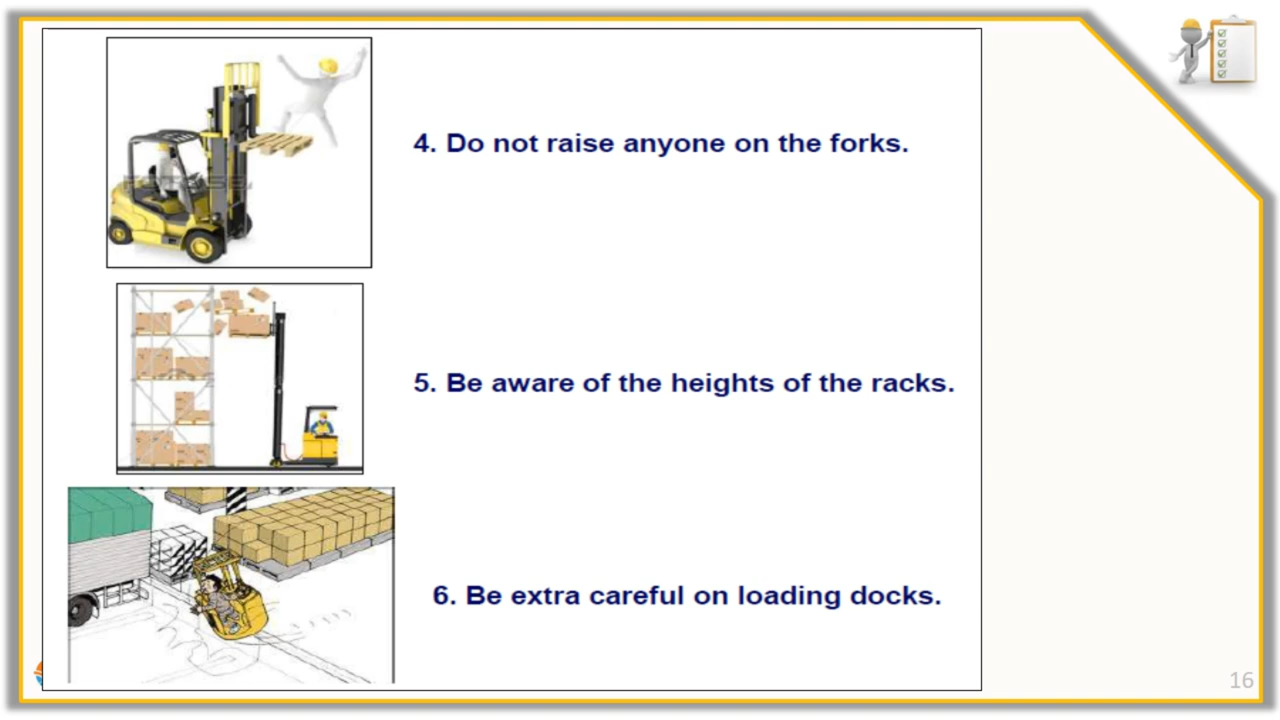 4. Do not raise anyone on the forks.
5. Be aware of the heights of the racks.
6. Be extra careful on loading docks.
16